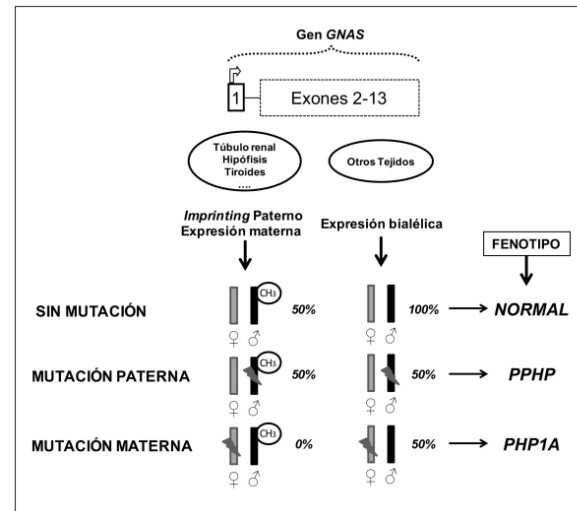 Gen GNAS
1
Exones 2-13
Túbulo renal
Hipófisis
Tiroides
....
Otros Tejidos
Imprinting Paterno
Expresión materna
Expresión bialélica
FENOTIPO
SIN MUTACIÓN
CH₃
50%
100%
NORMAL
♀ ♂
♀ ♂
MUTACIÓN PATERNA
CH₃
50%
50%
PPHP
♀ ♂
♀ ♂
MUTACIÓN MATERNA
CH₃
0%
50%
PHP1A
♀ ♂
♀ ♂